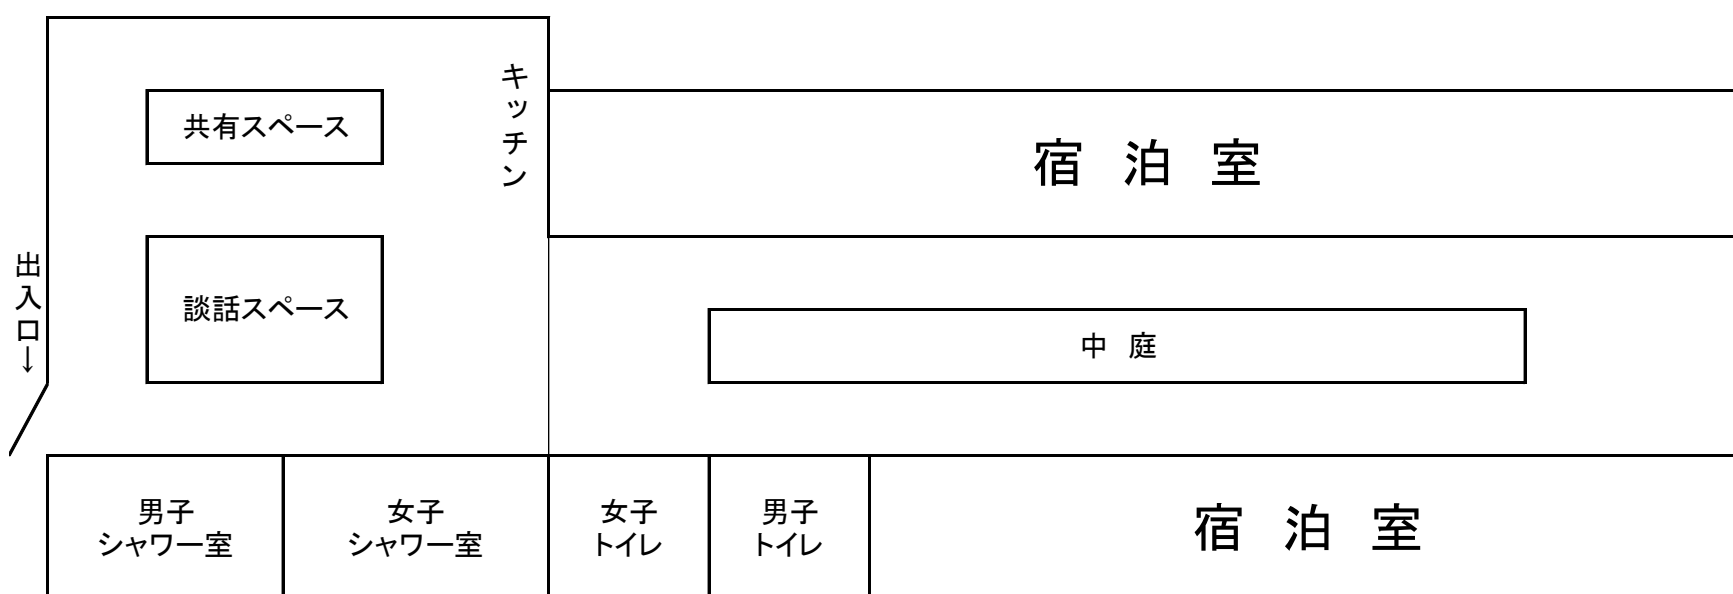 キッチン
共有スペース
宿泊室
出入口→
談話スペース
中庭
男子
シャワー室
女子
シャワー室
女子
トイレ
男子
トイレ
宿泊室